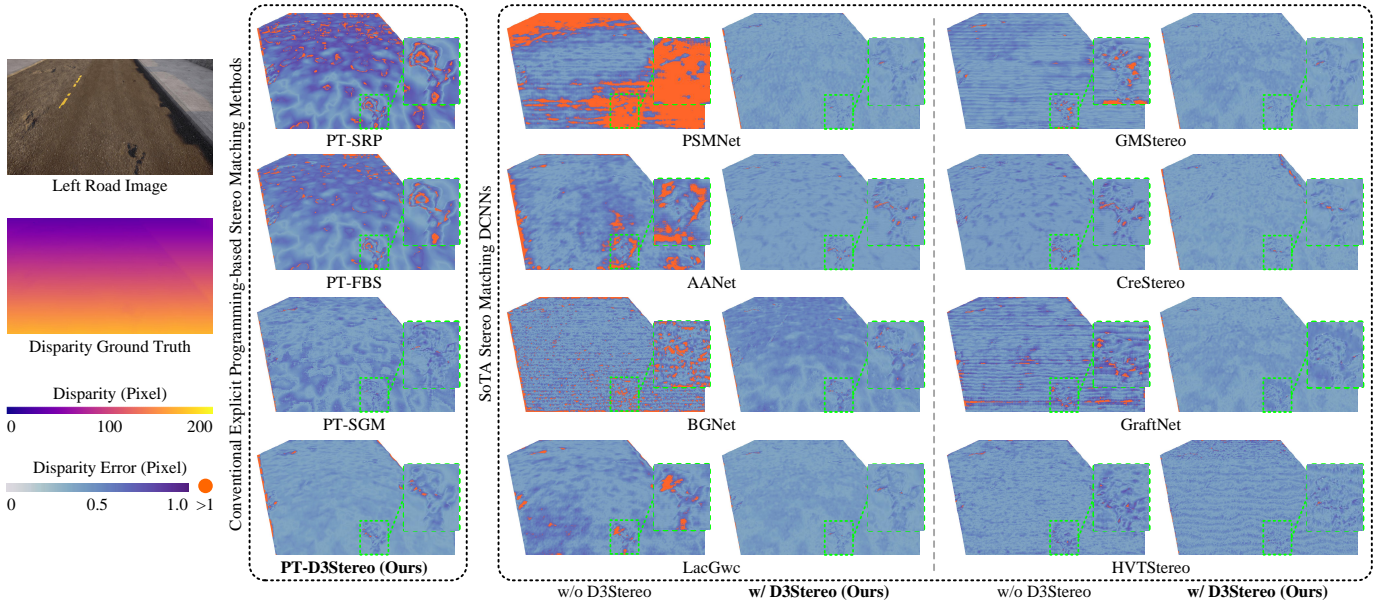 Left Road Image
Disparity Ground Truth
Disparity (Pixel)
0 100 200
Disparity Error (Pixel)
0 0.5 1.0 >1
Conventional Explicit Programming-based Stereo Matching Methods
PT-SRP
PT-FBS
PT-SGM
PT-D3Stereo (Ours)
SoTA Stereo Matching DCNNs
PSMNet
GMStereo
AANet
CreStereo
BGNet
GraftNet
LacGwc
HVTStereo
w/o D3Stereo
w/ D3Stereo (Ours)
w/o D3Stereo
w/ D3Stereo (Ours)